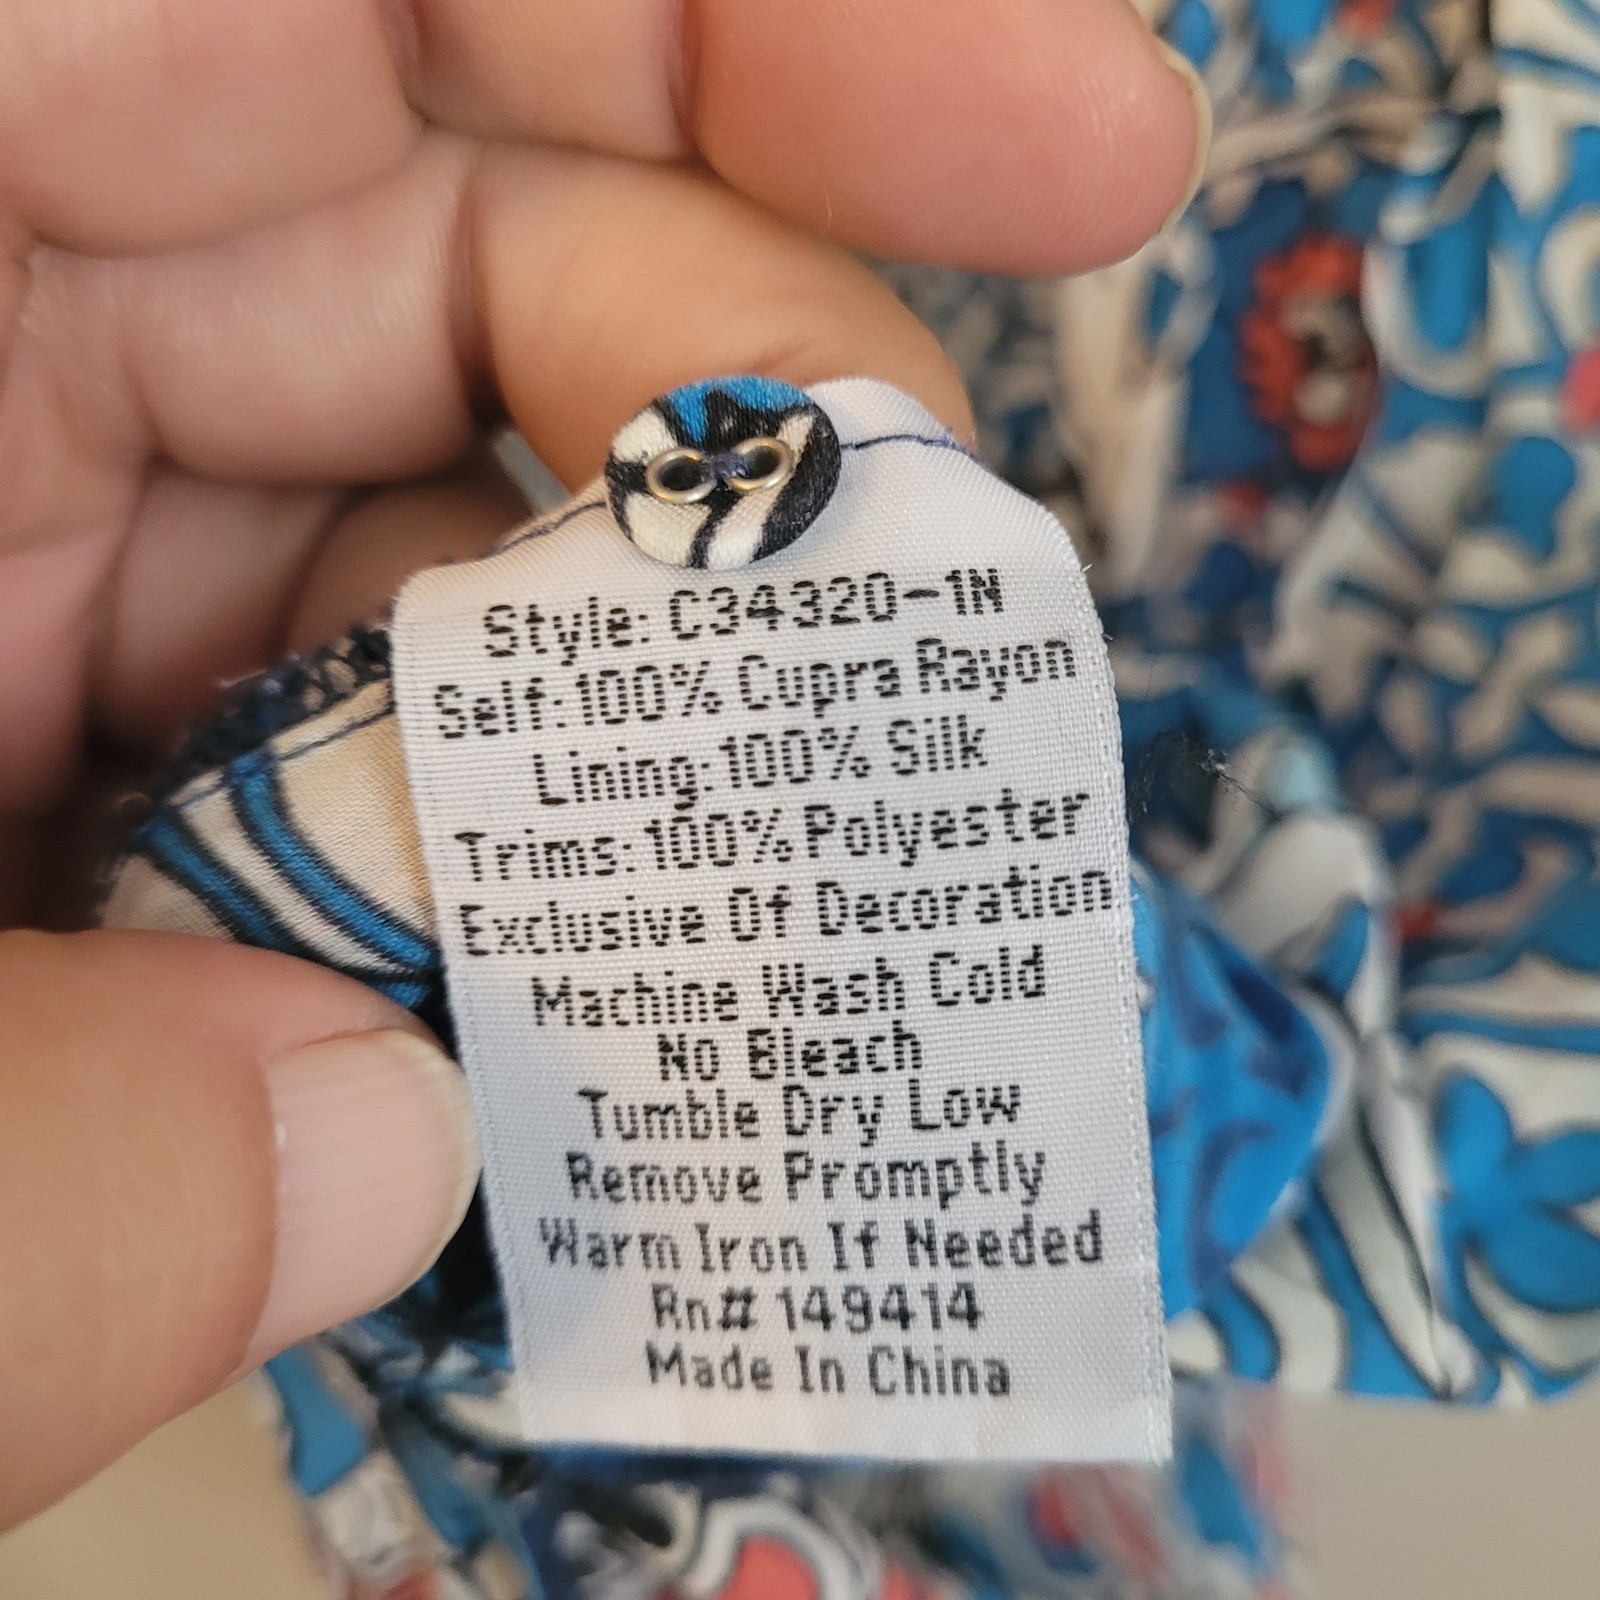 Style: C34320-1N
Self:100% Cupra Rayon
Lining:100% Silk
Trims:100% Polyester
Exclusive Of Decoration
Machine Wash Cold
No Bleach
Tumble Dry Low
Remove Promptly
Warm Iron If Needed
Rn# 149414
Made In China